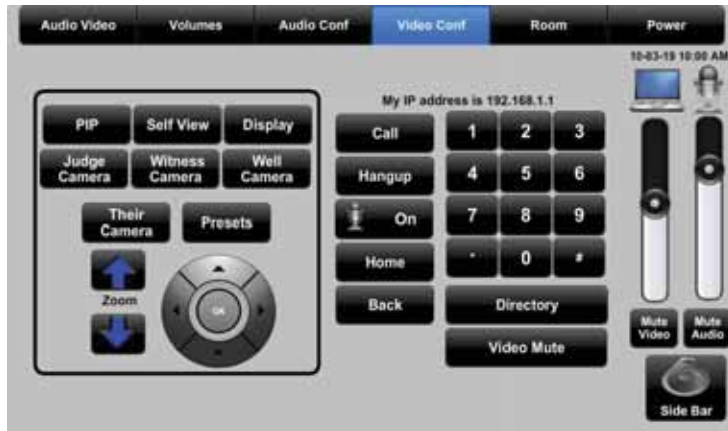 Audio Video Volumes Audio Conf Video Conf Room Power
10-03-19 10:00 AM
My IP address is 192.168.1.1
PIP Self View Display
Judge Camera
Witness Camera
Well Camera
Their Camera
Presets
Zoom
OK
Call 1 2 3
Hangup 4 5 6
On 7 8 9
Home . 0 #
Back Directory
Video Mute
Mute Video
Mute Audio
Side Bar